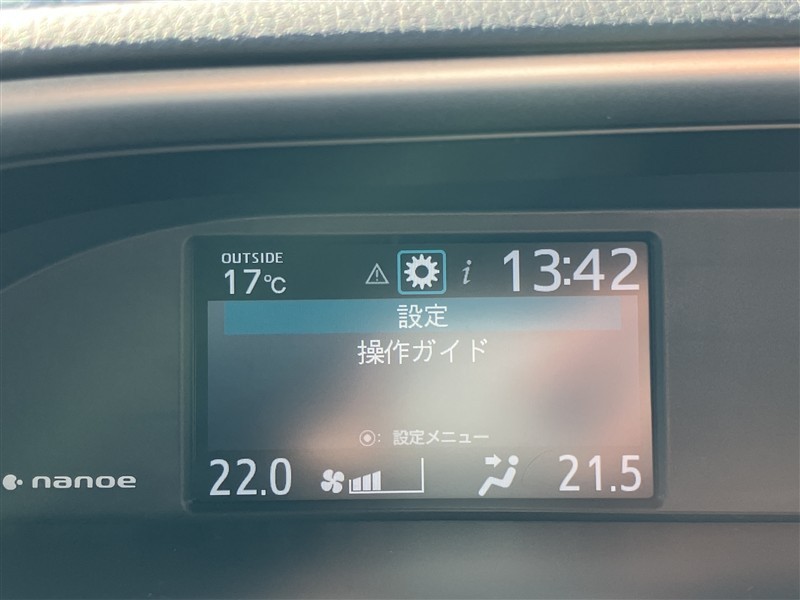 OUTSIDE
17℃
i
13:42
設定
操作ガイド
◉: 設定メニュー
22.0
21.5
nanoe